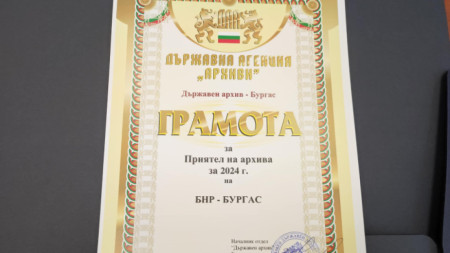 ДАА
ДЪРЖАВНА АГЕНЦИЯ
„АРХИВИ"
Държавен архив - Бургас
ГРАМОТА
за
Приятел на архива
за 2024 г.
на
БНР - БУРГАС
Началник отдел
"Държавен архив